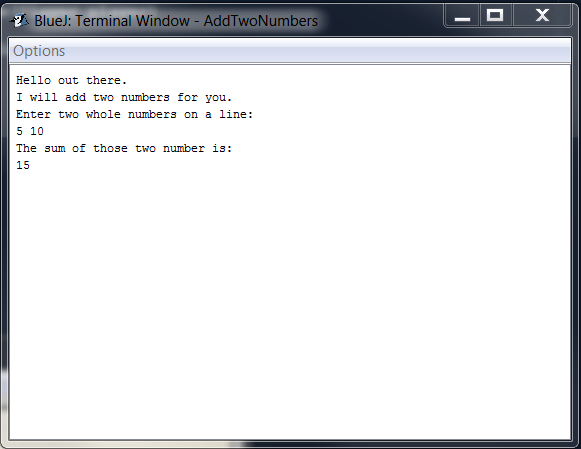 BlueJ: Terminal Window - AddTwoNumbers
Options
Hello out there.
I will add two numbers for you.
Enter two whole numbers on a line:
5 10
The sum of those two number is:
15